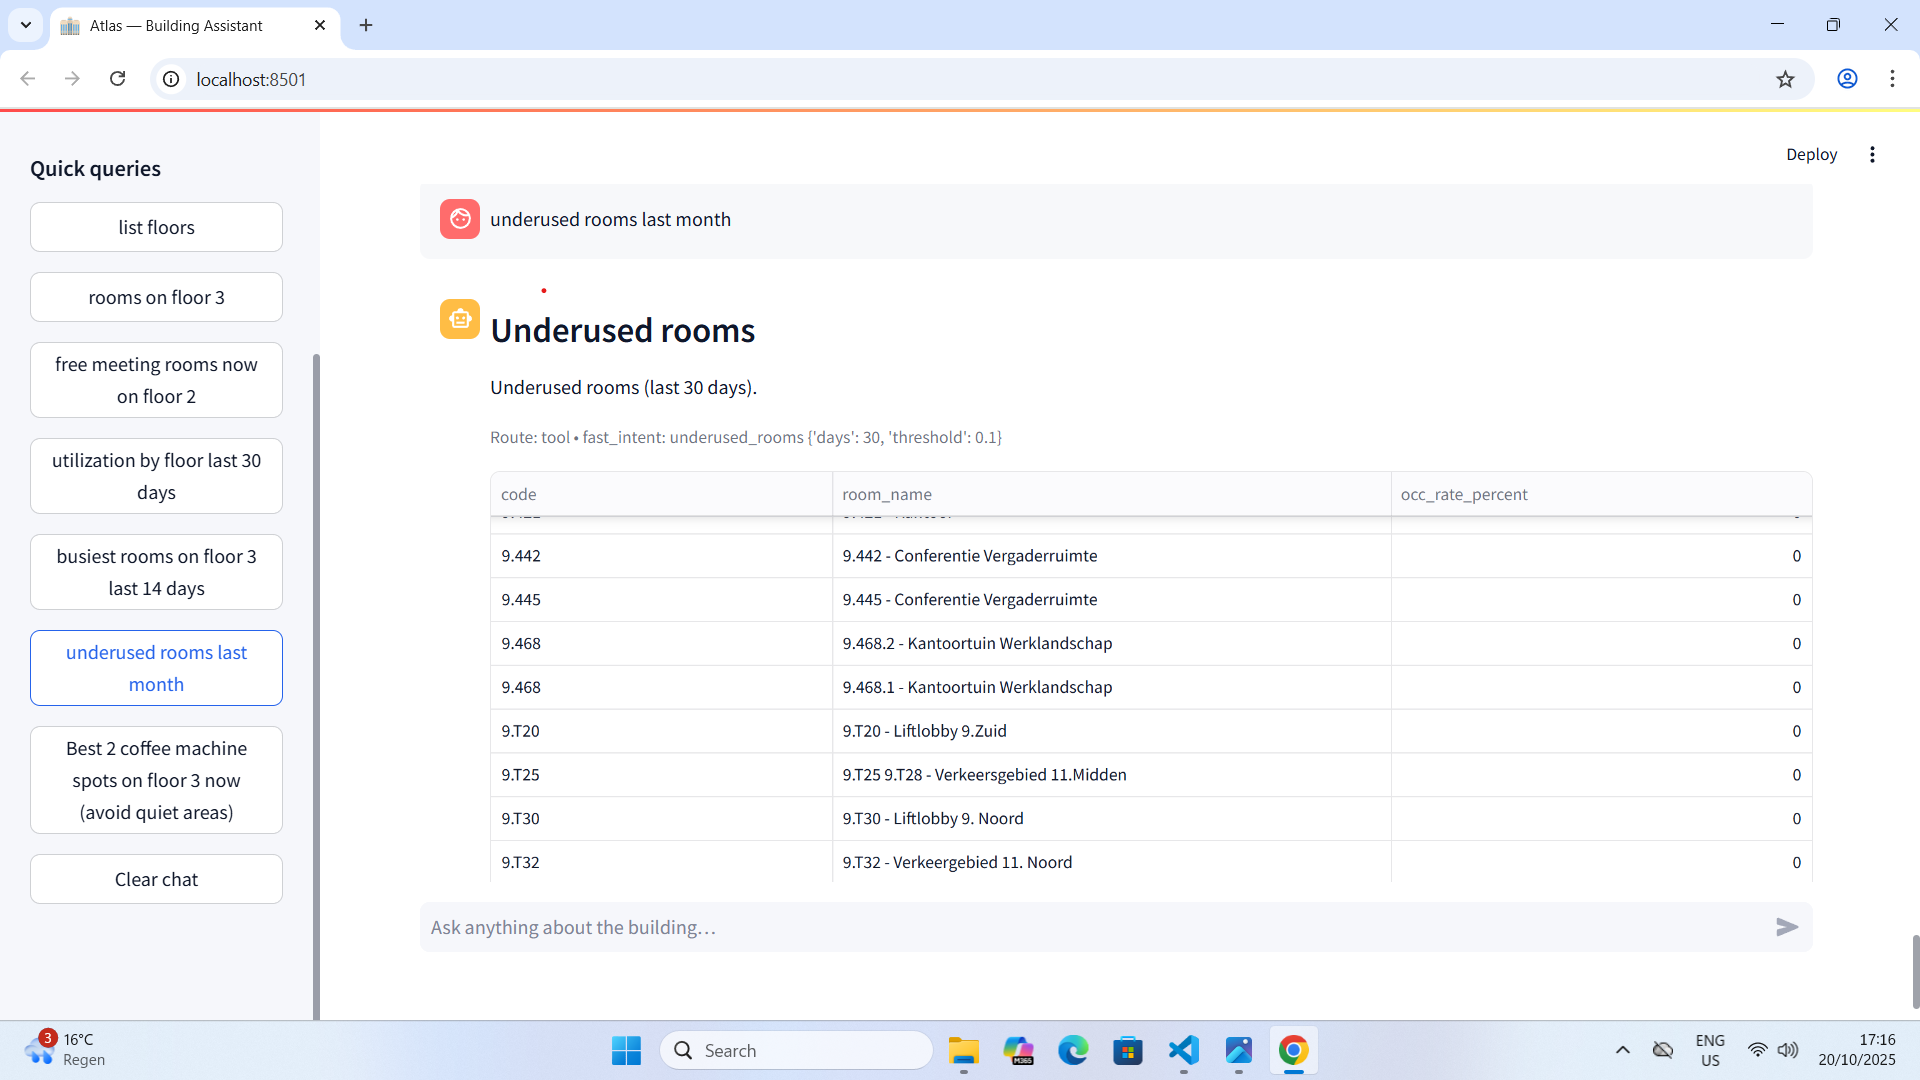 Atlas — Building Assistant
localhost:8501
Deploy
Quick queries
list floors
rooms on floor 3
free meeting rooms now
on floor 2
utilization by floor last 30
days
busiest rooms on floor 3
last 14 days
underused rooms last
month
Best 2 coffee machine
spots on floor 3 now
(avoid quiet areas)
Clear chat
underused rooms last month
Underused rooms
Underused rooms (last 30 days).
Route: tool • fast_intent: underused_rooms {'days': 30, 'threshold': 0.1}
code room_name occ_rate_percent
9.442 9.442 - Conferentie Vergaderruimte 0
9.445 9.445 - Conferentie Vergaderruimte 0
9.468 9.468.2 - Kantoortuin Werklandschap 0
9.468 9.468.1 - Kantoortuin Werklandschap 0
9.T20 9.T20 - Liftlobby 9.Zuid 0
9.T25 9.T25 9.T28 - Verkeersgebied 11.Midden 0
9.T30 9.T30 - Liftlobby 9. Noord 0
9.T32 9.T32 - Verkeergebied 11. Noord 0
Ask anything about the building…
3
16°C
Regen
Search
M365
ENG
US
17:16
20/10/2025